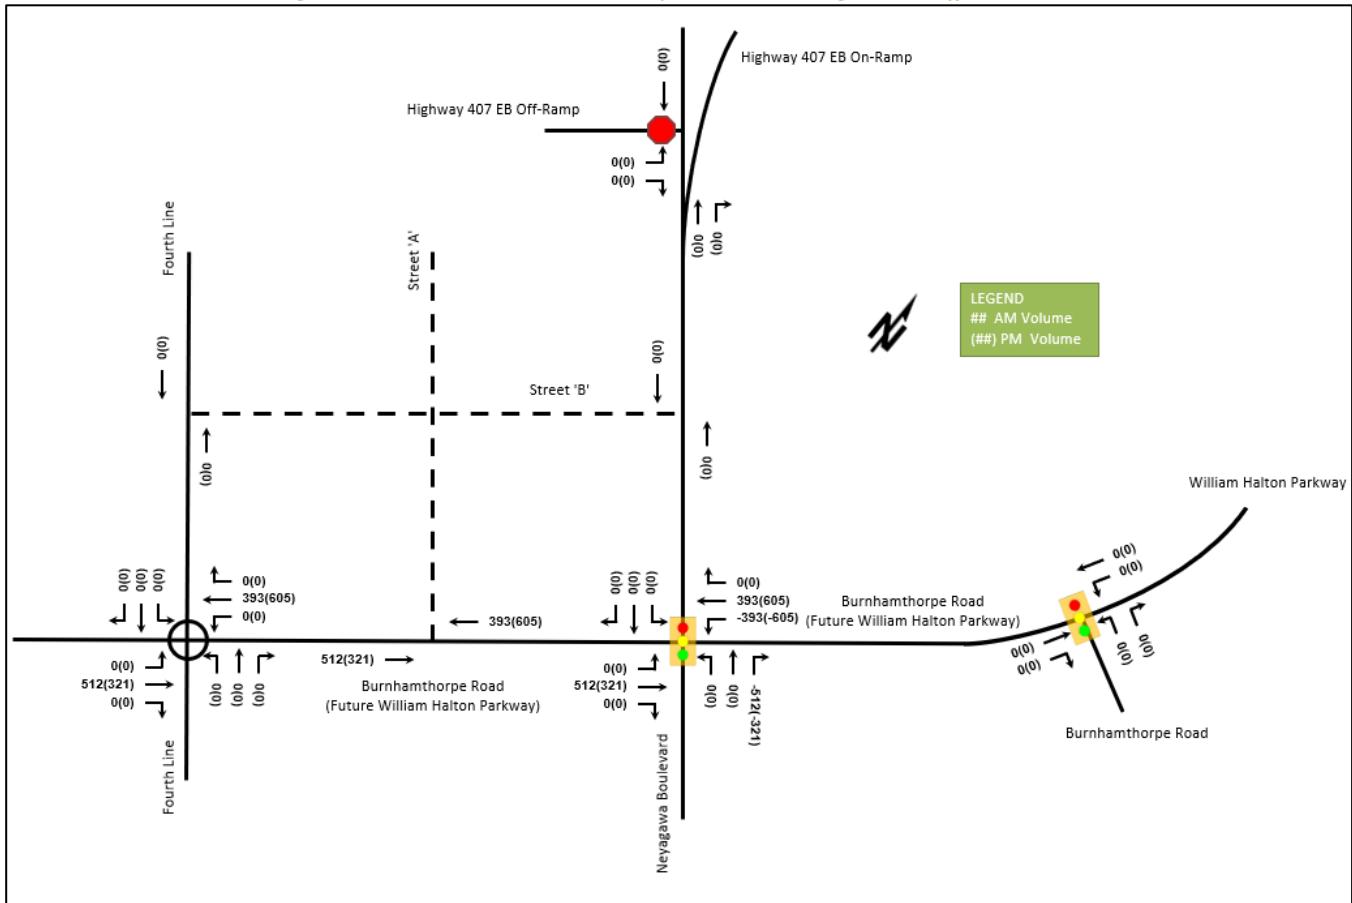 0(0)
Highway 407 EB On-Ramp
Highway 407 EB Off-Ramp
0(0)
0(0)
Fourth Line
Street 'A'
0(0)
0(0)
LEGEND
## AM Volume
(##) PM Volume
0(0)
0(0)
Street 'B'
0(0)
0(0)
William Halton Parkway
0(0)
0(0)
0(0)
0(0)
393(605)
0(0)
393(605)
0(0)
0(0)
0(0)
0(0)
393(605)
-393(-605)
Burnhamthorpe Road
(Future William Halton Parkway)
0(0)
0(0)
0(0)
0(0)
0(0)
0(0)
0(0)
512(321)
0(0)
0(0)
0(0)
0(0)
512(321)
Burnhamthorpe Road
(Future William Halton Parkway)
0(0)
512(321)
0(0)
0(0)
0(0)
-512(-321)
Burnhamthorpe Road
Fourth Line
Neyagawa Boulevard